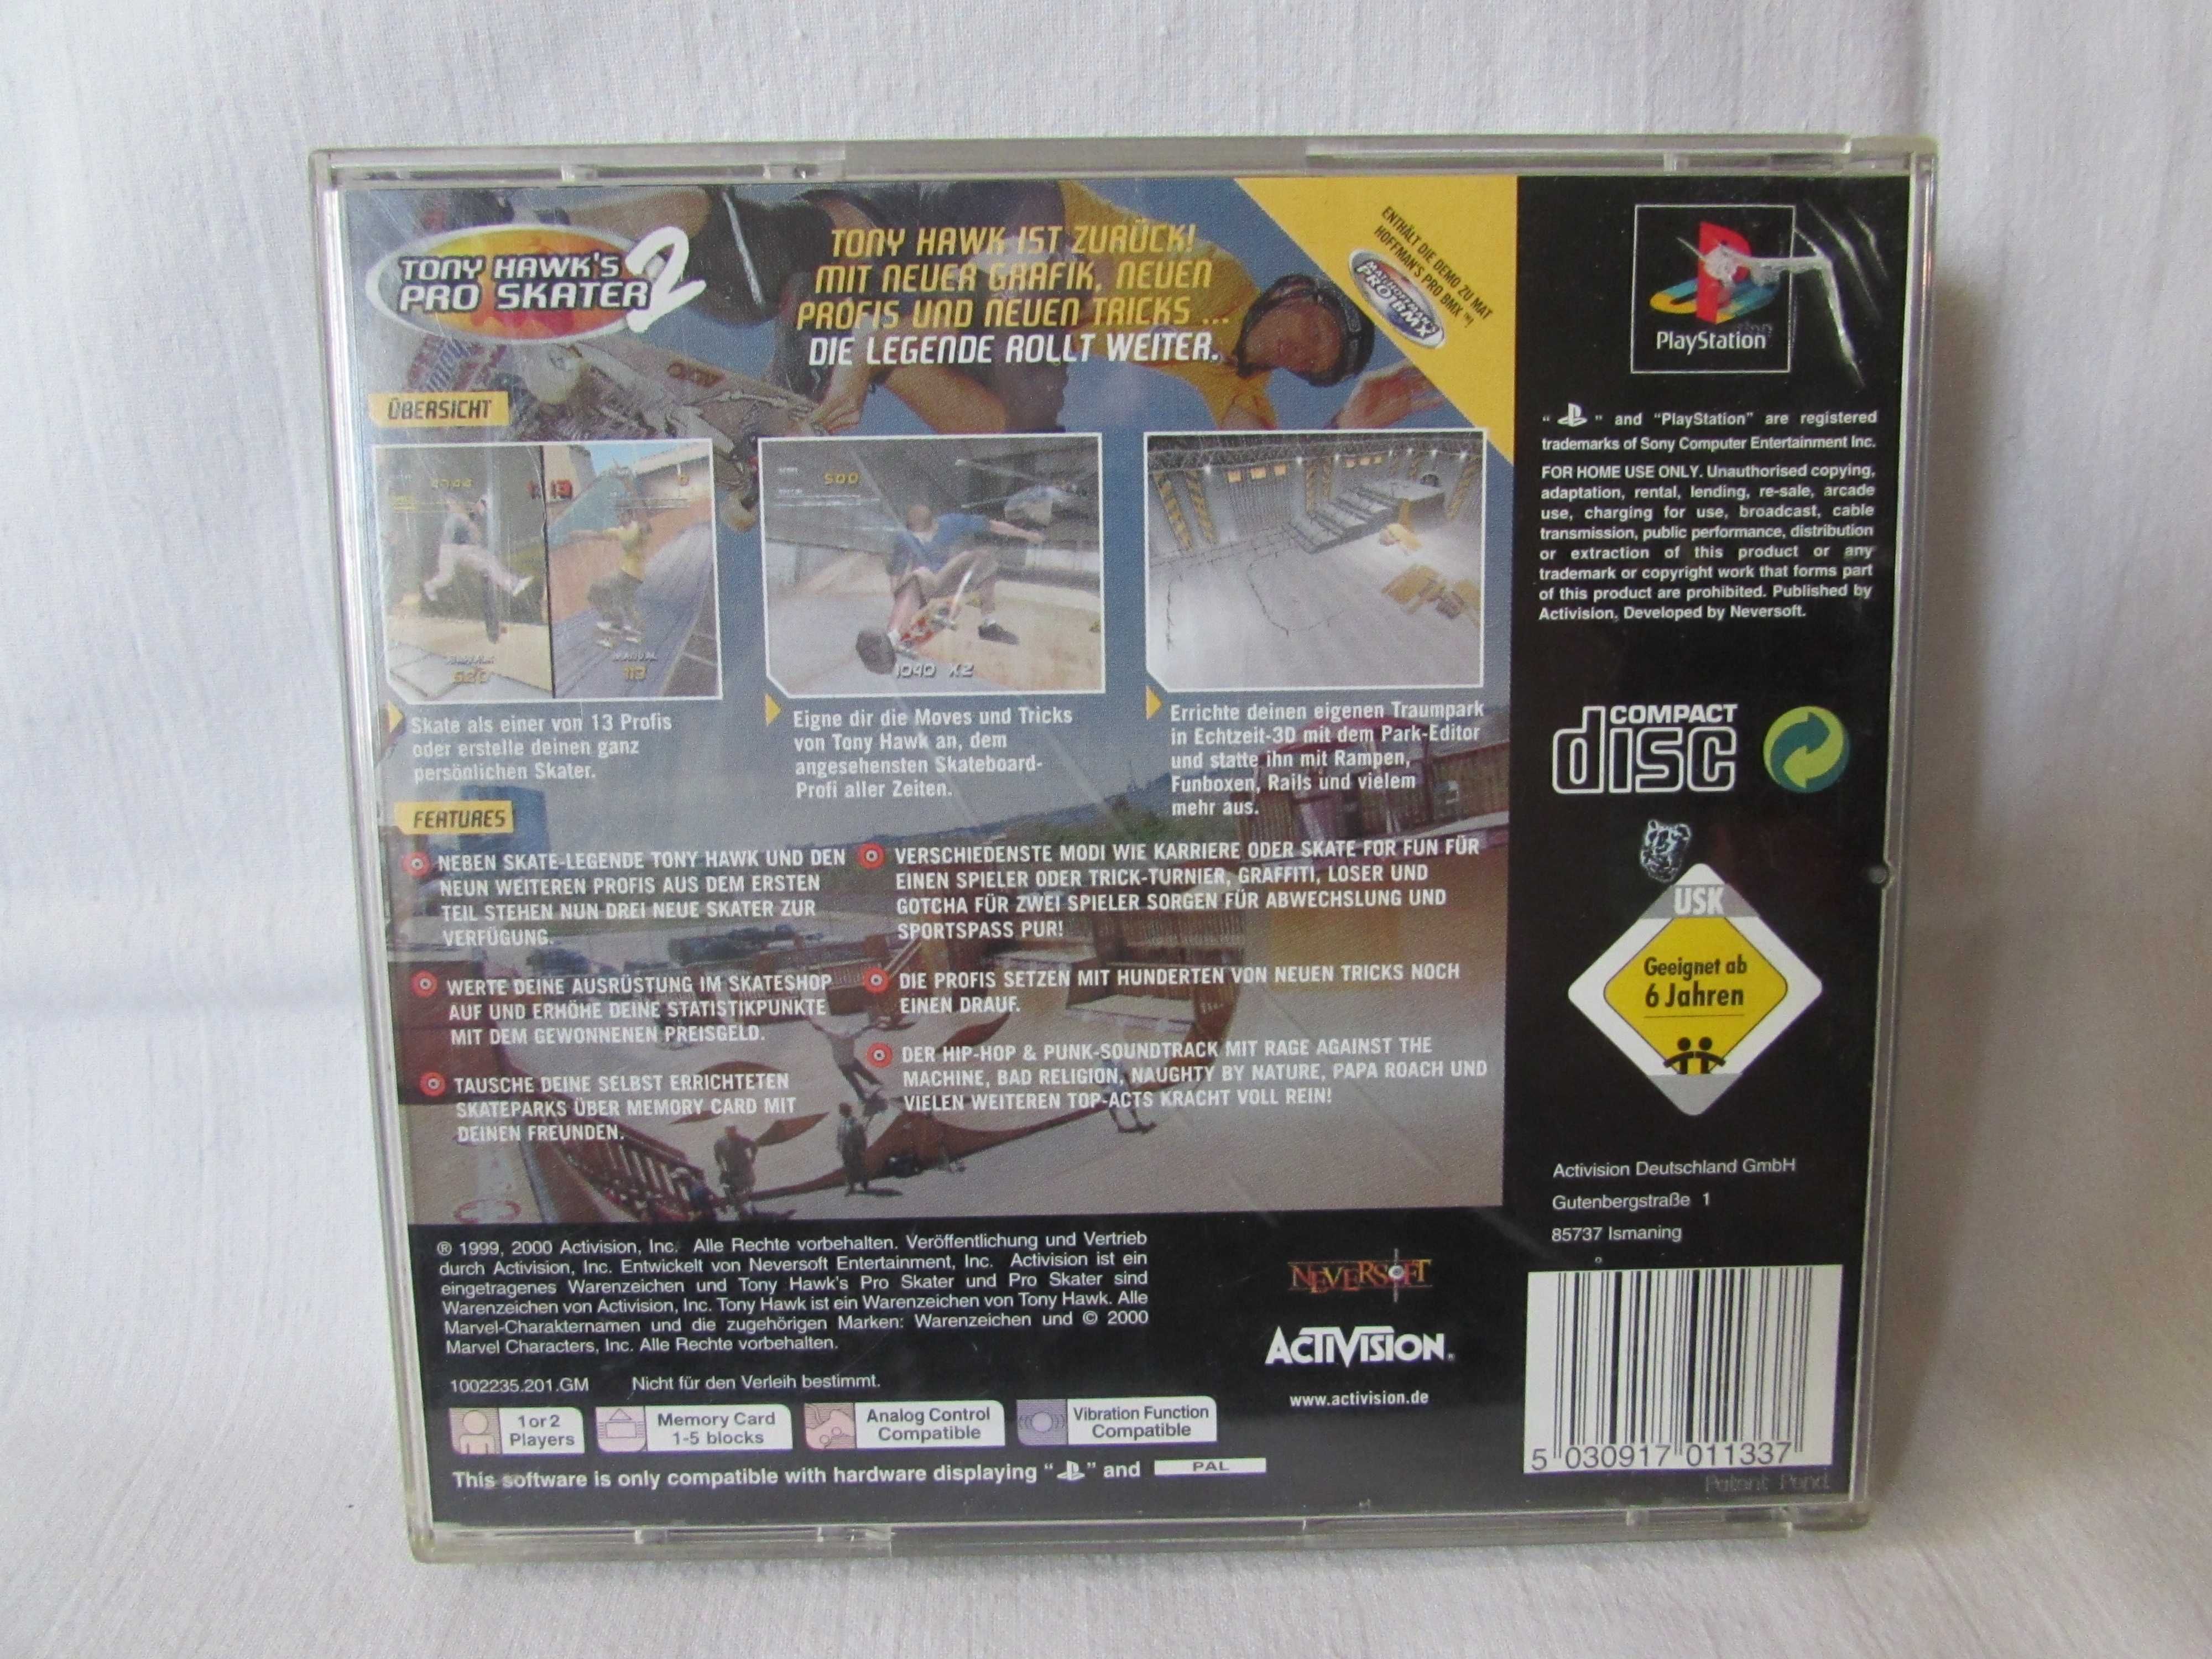 TONY HAWK'S
PRO SKATER 2
TONY HAWK IST ZURÜCK!
MIT NEUER GRAFIK, NEUEN
PROFIS UND NEUEN TRICKS ...
DIE LEGENDE ROLLT WEITER.
ENTHÄLT DIE DEMO ZU MAT
HOFFMAN'S PRO BMX™!
MAT HOFFMAN'S
PRO BMX
ÜBERSICHT
500
1040 X2
113
Skate als einer von 13 Profis
oder erstelle deinen ganz
persönlichen Skater.
Eigne dir die Moves und Tricks
von Tony Hawk an, dem
angesehensten Skateboard-
Profi aller Zeiten.
Errichte deinen eigenen Traumpark
in Echtzeit-3D mit dem Park-Editor
und statte ihn mit Rampen,
Funboxen, Rails und vielem
mehr aus.
FEATURES
NEBEN SKATE-LEGENDE TONY HAWK UND DEN
NEUN WEITEREN PROFIS AUS DEM ERSTEN
TEIL STEHEN NUN DREI NEUE SKATER ZUR
VERFÜGUNG.
WERTE DEINE AUSRÜSTUNG IM SKATESHOP
AUF UND ERHÖHE DEINE STATISTIKPUNKTE
MIT DEM GEWONNENEN PREISGELD.
TAUSCHE DEINE SELBST ERRICHTETEN
SKATEPARKS ÜBER MEMORY CARD MIT
DEINEN FREUNDEN.
VERSCHIEDENSTE MODI WIE KARRIERE ODER SKATE FOR FUN FÜR
EINEN SPIELER ODER TRICK-TURNIER, GRAFFITI, LOSER UND
GOTCHA FÜR ZWEI SPIELER SORGEN FÜR ABWECHSLUNG UND
SPORTSPASS PUR!
DIE PROFIS SETZEN MIT HUNDERTEN VON NEUEN TRICKS NOCH
EINEN DRAUF.
DER HIP-HOP & PUNK-SOUNDTRACK MIT RAGE AGAINST THE
MACHINE, BAD RELIGION, NAUGHTY BY NATURE, PAPA ROACH UND
VIELEN WEITEREN TOP-ACTS KRACHT VOLL REIN!
® 1999, 2000 Activision, Inc. Alle Rechte vorbehalten. Veröffentlichung und Vertrieb
durch Activision, Inc. Entwickelt von Neversoft Entertainment, Inc. Activision ist ein
eingetragenes Warenzeichen und Tony Hawk's Pro Skater und Pro Skater sind
Warenzeichen von Activision, Inc. Tony Hawk ist ein Warenzeichen von Tony Hawk. Alle
Marvel-Charakternamen und die zugehörigen Marken: Warenzeichen und © 2000
Marvel Characters, Inc. Alle Rechte vorbehalten.
1002235.201.GM Nicht für den Verleih bestimmt.
1 or 2
Players
Memory Card
1-5 blocks
Analog Control
Compatible
Vibration Function
Compatible
This software is only compatible with hardware displaying " " and PAL
NEVERSOFT
ACTIVISION.
www.activision.de
PlayStation
" " and "PlayStation" are registered
trademarks of Sony Computer Entertainment Inc.
FOR HOME USE ONLY. Unauthorised copying,
adaptation, rental, lending, re-sale, arcade
use, charging for use, broadcast, cable
transmission, public performance, distribution
or extraction of this product or any
trademark or copyright work that forms part
of this product are prohibited. Published by
Activision. Developed by Neversoft.
COMPACT
disc
USK
Geeignet ab
6 Jahren
Activision Deutschland GmbH
Gutenbergstraße 1
85737 Ismaning
5 030917 011337
Patent Pend.